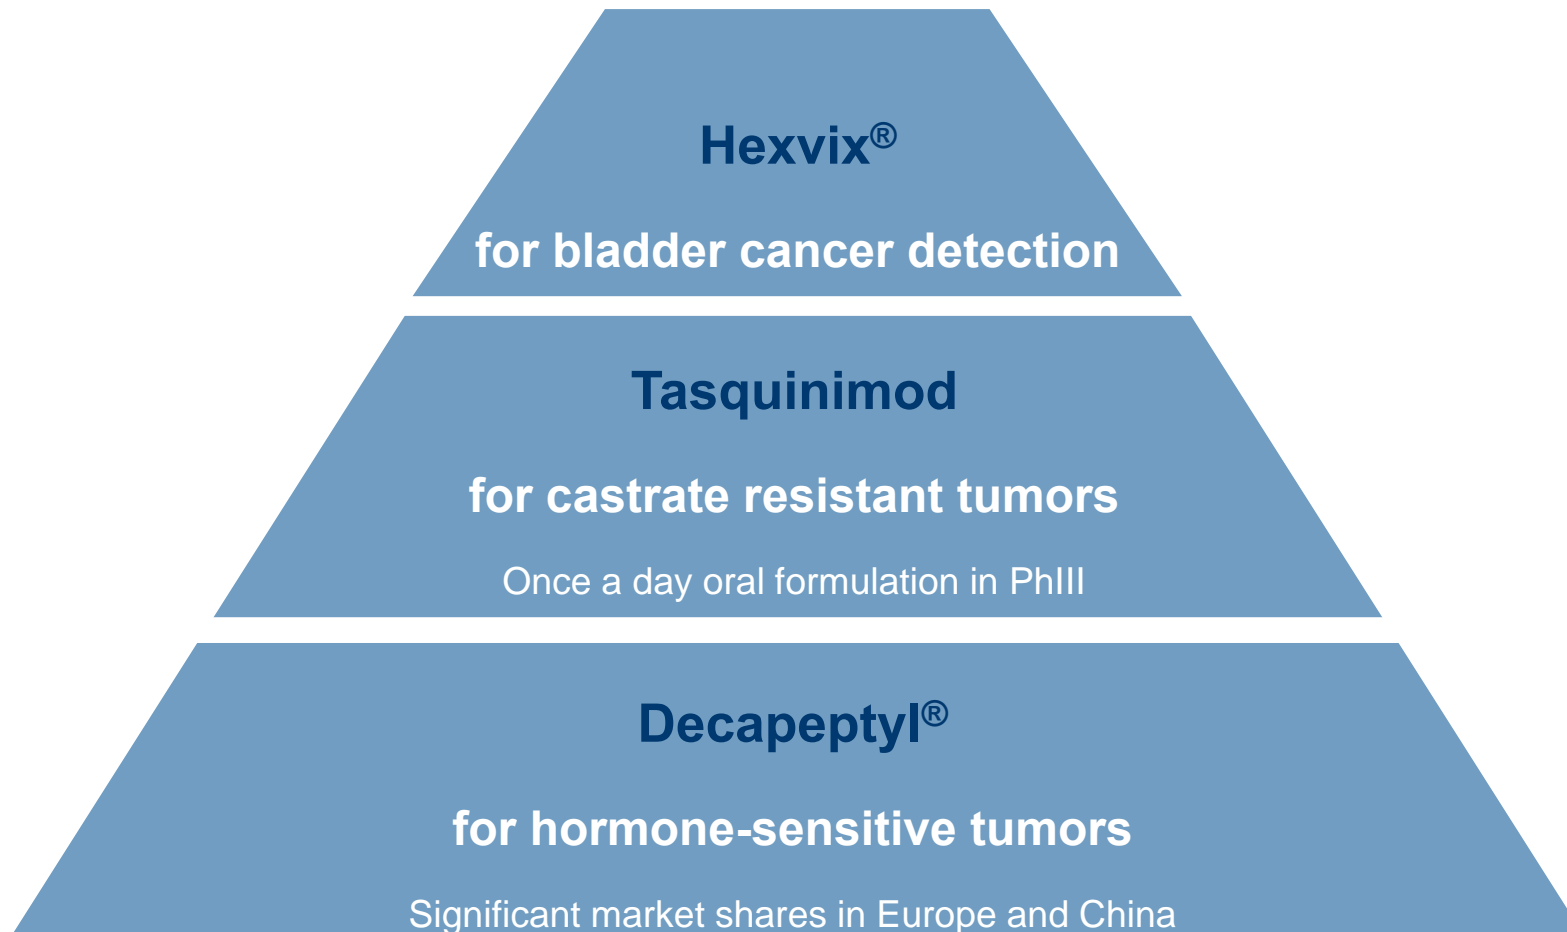 Hexvix®
for bladder cancer detection
Tasquinimod
for castrate resistant tumors
Once a day oral formulation in PhIII
Decapeptyl®
for hormone-sensitive tumors
Significant market shares in Europe and China